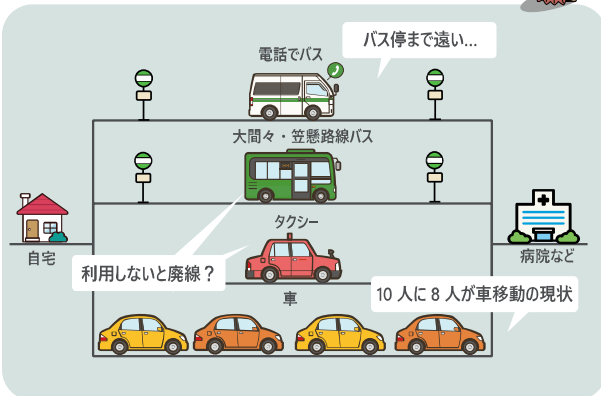 バス停まで遠い...
電話でバス
大間々・笠懸路線バス
タクシー
自宅
病院など
利用しないと廃線？
車
10 人に 8 人が車移動の現状